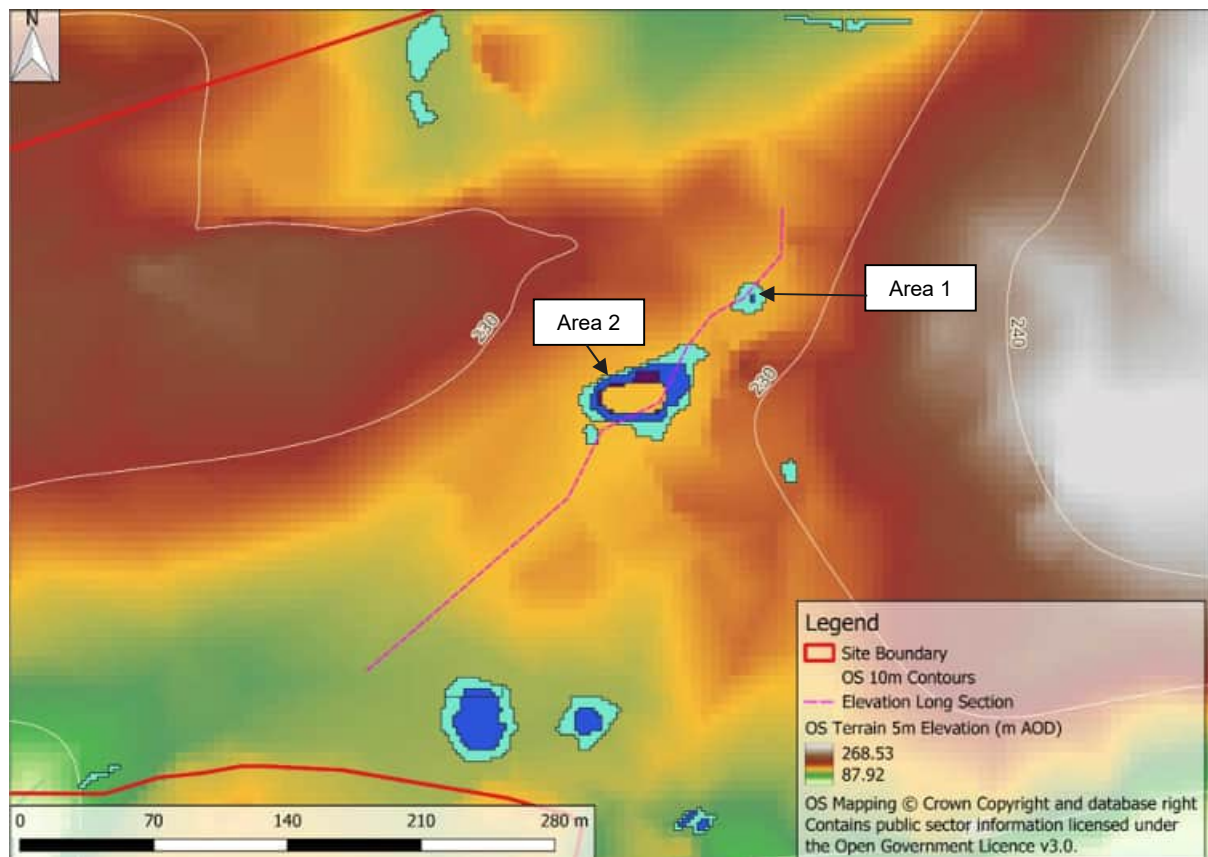 N
Area 1
Area 2
230
230
240
Legend
Site Boundary
OS 10m Contours
Elevation Long Section
OS Terrain 5m Elevation (m AOD)
268.53
87.92
OS Mapping © Crown Copyright and database right
Contains public sector information licensed under
the Open Government Licence v3.0.
0 70 140 210 280 m